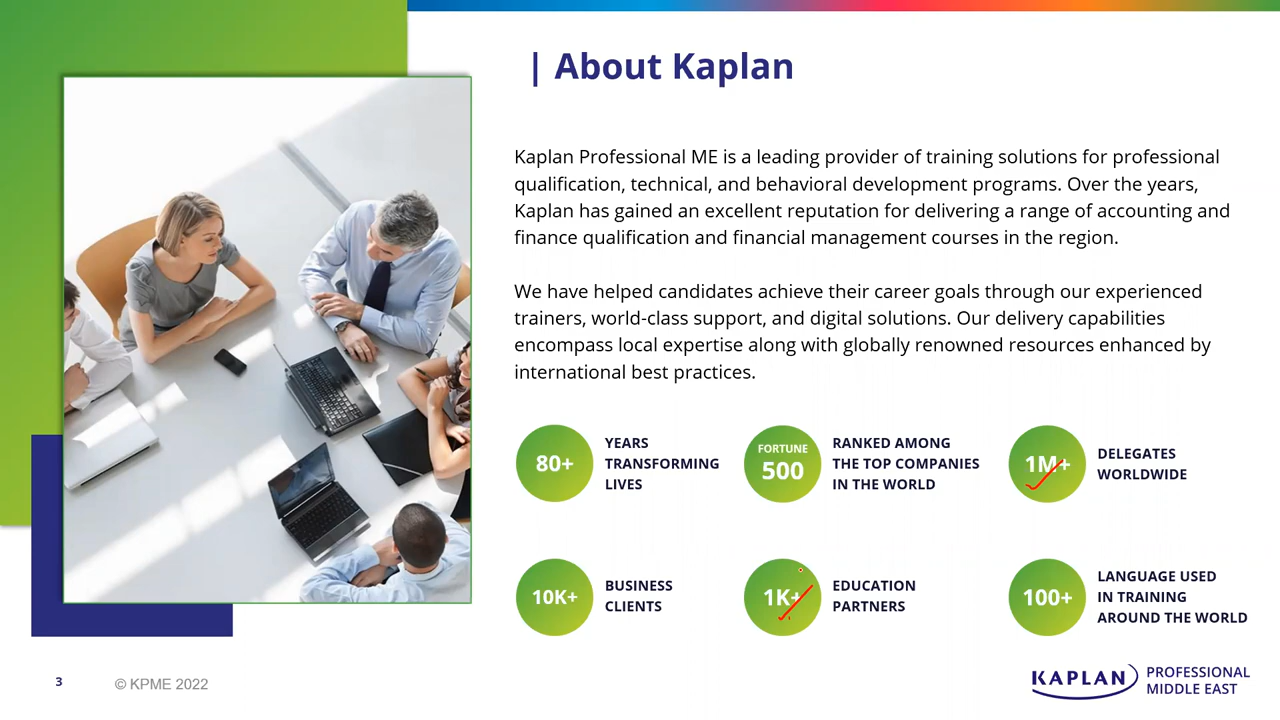 | About Kaplan
Kaplan Professional ME is a leading provider of training solutions for professional
qualification, technical, and behavioral development programs. Over the years,
Kaplan has gained an excellent reputation for delivering a range of accounting and
finance qualification and financial management courses in the region.
We have helped candidates achieve their career goals through our experienced
trainers, world-class support, and digital solutions. Our delivery capabilities
encompass local expertise along with globally renowned resources enhanced by
international best practices.
80+
YEARS
TRANSFORMING
LIVES
FORTUNE
500
RANKED AMONG
THE TOP COMPANIES
IN THE WORLD
1M+
DELEGATES
WORLDWIDE
10K+
BUSINESS
CLIENTS
1K+
EDUCATION
PARTNERS
100+
LANGUAGE USED
IN TRAINING
AROUND THE WORLD
3
© KPME 2022
KAPLAN
PROFESSIONAL
MIDDLE EAST